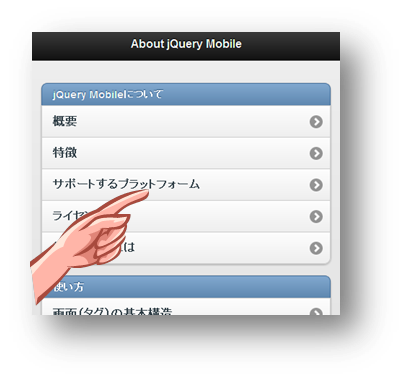 About jQuery Mobile
jQuery Mobileについて
概要
特徴
サポートするプラットフォーム
ライセン
は
使い方
画面(タグ)の基本構造